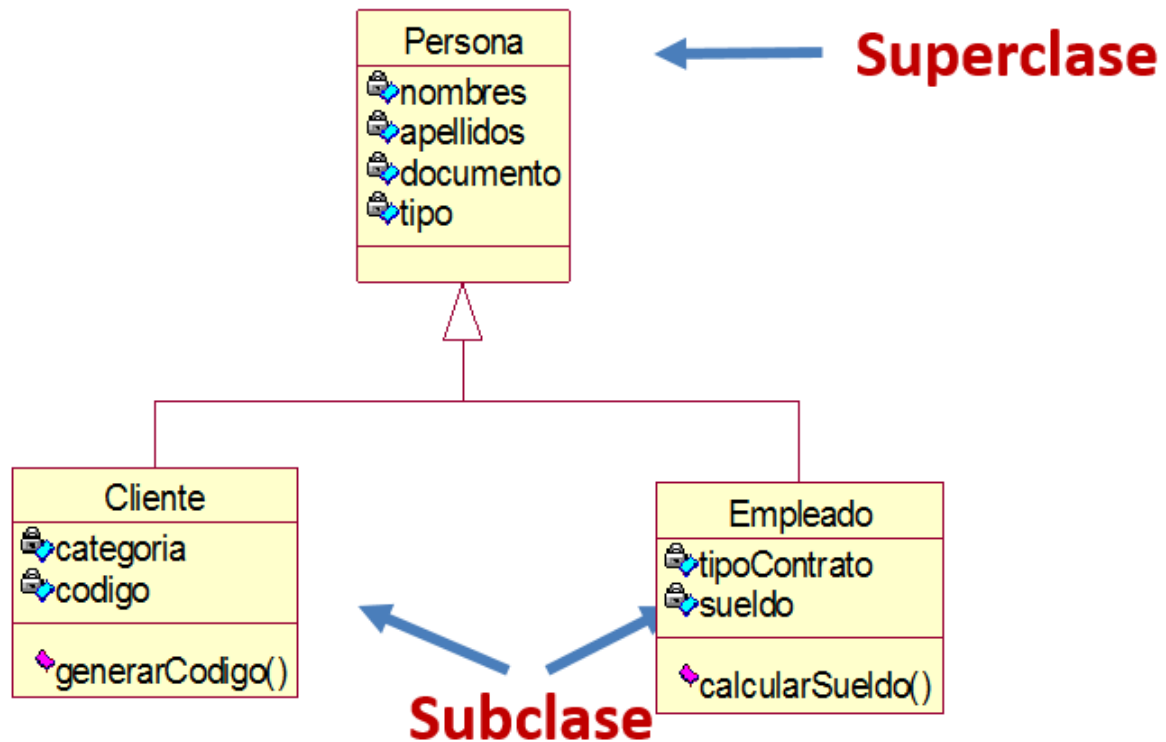 Persona
Superclase
nombres
apellidos
documento
tipo
Cliente
categoria
codigo
generarCodigo()
Empleado
tipoContrato
sueldo
calcularSueldo()
Subclase